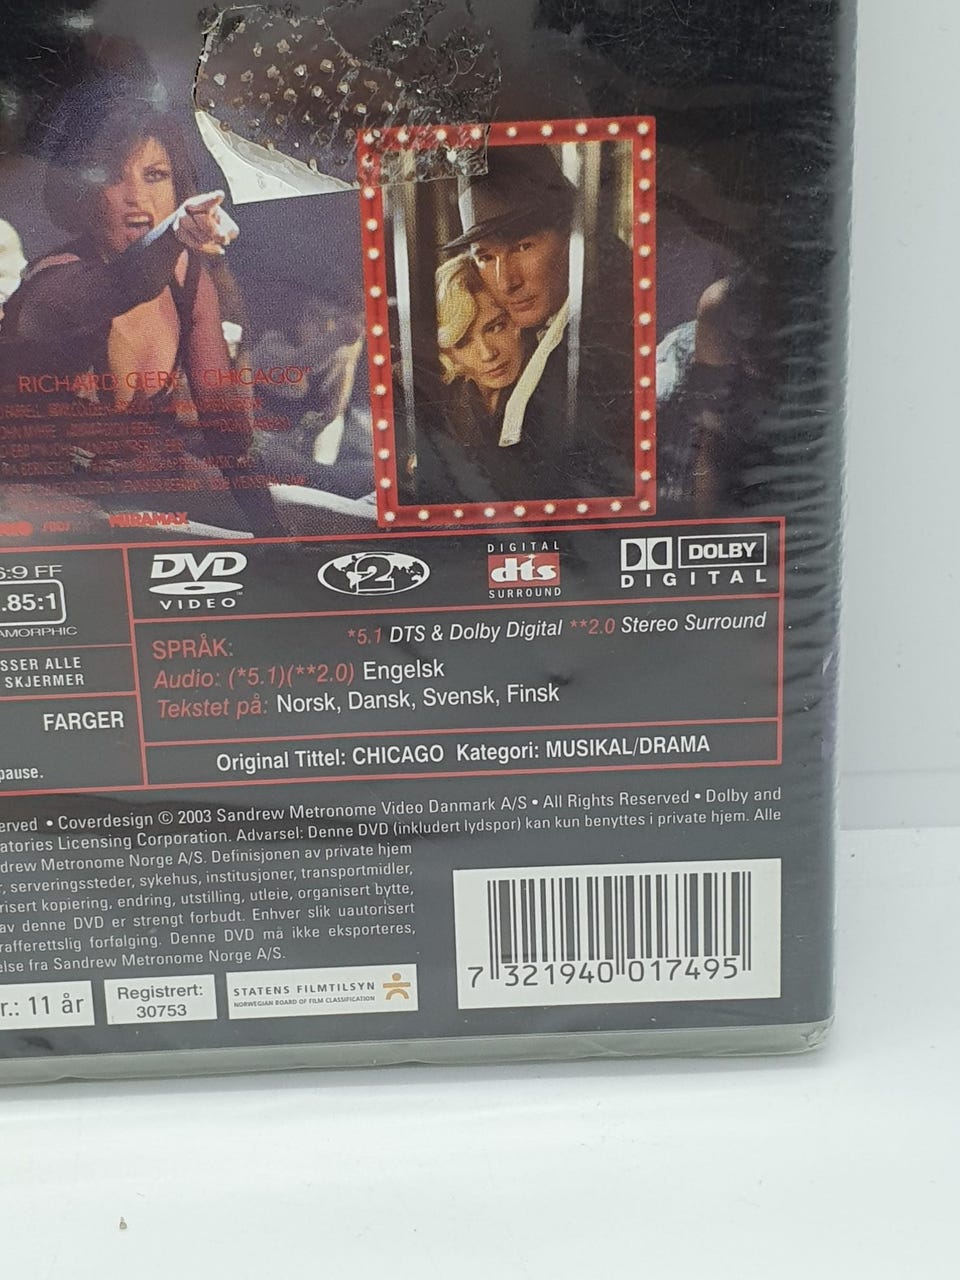 RICHARD GERE "CHICAGO"
MIRAMAX
6:9 FF
.85:1
AMORPHIC
SSER ALLE
SKJERMER
FARGER
pause.
DVD
VIDEO
2
DIGITAL
dts
SURROUND
DOLBY
DIGITAL
*5.1 DTS & Dolby Digital **2.0 Stereo Surround
SPRÅK:
Audio: (*5.1)(**2.0) Engelsk
Tekstet på: Norsk, Dansk, Svensk, Finsk
Original Tittel: CHICAGO Kategori: MUSIKAL/DRAMA
erved • Coverdesign © 2003 Sandrew Metronome Video Danmark A/S • All Rights Reserved • Dolby and
atories Licensing Corporation. Advarsel: Denne DVD (inkludert lydspor) kan kun benyttes i private hjem. Alle
drew Metronome Norge A/S. Definisjonen av private hjem
r, serveringssteder, sykehus, institusjoner, transportmidler,
risert kopiering, endring, utstilling, utleie, organisert bytte,
av denne DVD er strengt forbudt. Enhver slik uautorisert
rafferettslig forfølging. Denne DVD må ikke eksporteres,
else fra Sandrew Metronome Norge A/S.
r.: 11 år
Registrert:
30753
STATENS FILMTILSYN
NORWEGIAN BOARD OF FILM CLASSIFICATION
7 321940 017495